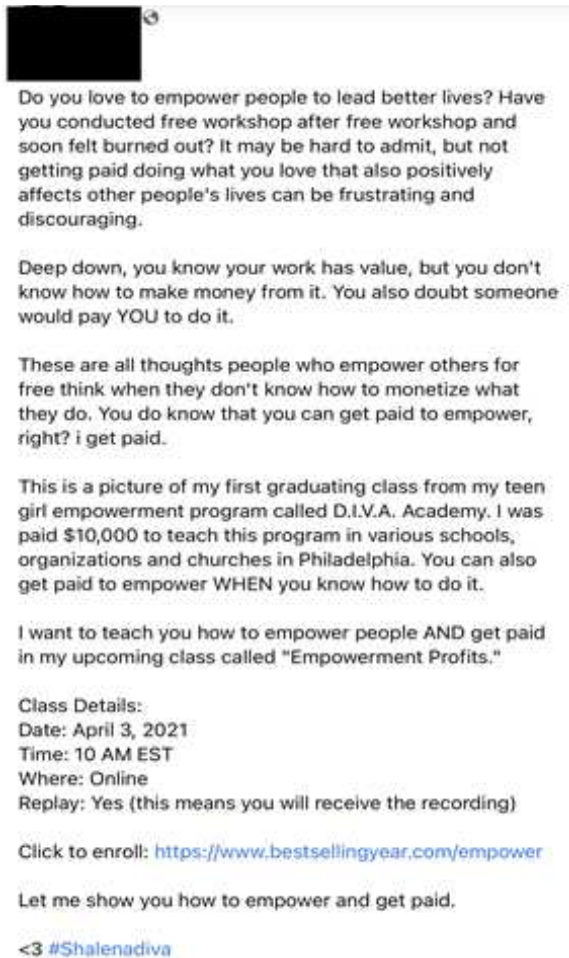 Do you love to empower people to lead better lives? Have
you conducted free workshop after free workshop and
soon felt burned out? It may be hard to admit, but not
getting paid doing what you love that also positively
affects other people's lives can be frustrating and
discouraging.
Deep down, you know your work has value, but you don't
know how to make money from it. You also doubt someone
would pay YOU to do it.
These are all thoughts people who empower others for
free think when they don't know how to monetize what
they do. You do know that you can get paid to empower,
right? i get paid.
This is a picture of my first graduating class from my teen
girl empowerment program called D.I.V.A. Academy. I was
paid $10,000 to teach this program in various schools,
organizations and churches in Philadelphia. You can also
get paid to empower WHEN you know how to do it.
I want to teach you how to empower people AND get paid
in my upcoming class called "Empowerment Profits."
Class Details:
Date: April 3, 2021
Time: 10 AM EST
Where: Online
Replay: Yes (this means you will receive the recording)
Click to enroll: https://www.bestsellingyear.com/empower
Let me show you how to empower and get paid.
<3 #Shalenadiva